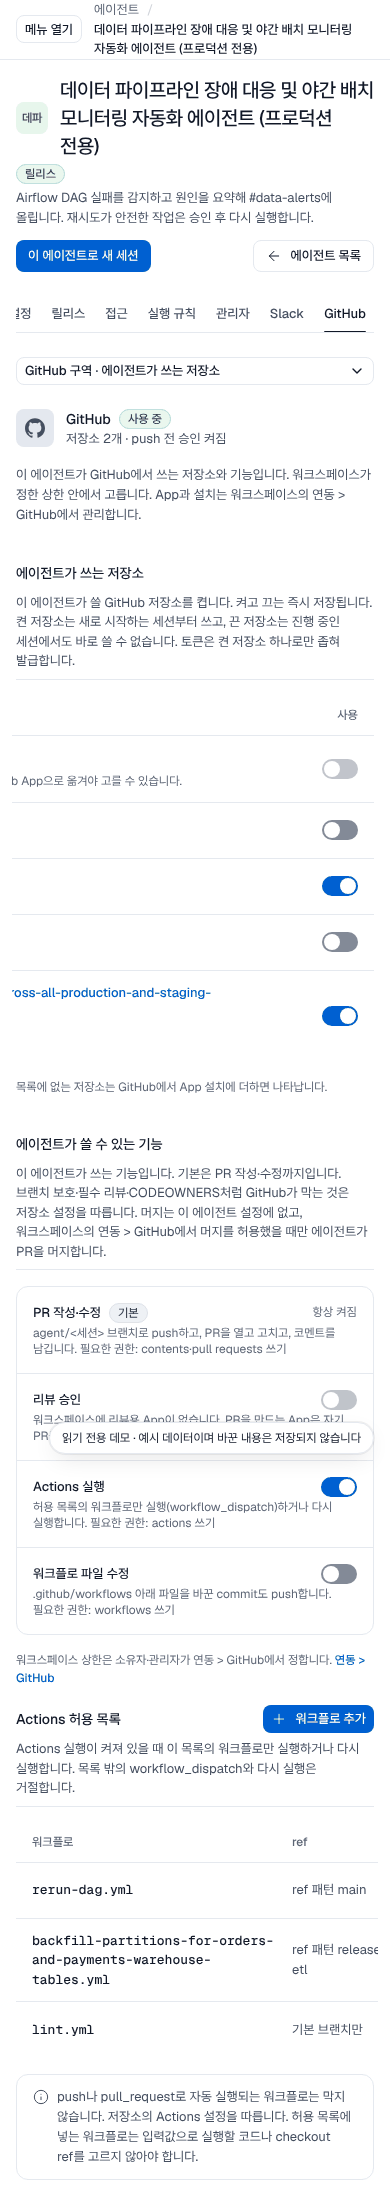 메뉴 열기
에이전트 /
데이터 파이프라인 장애 대응 및 야간 배치 모니터링
자동화 에이전트 (프로덕션 전용)
데파
데이터 파이프라인 장애 대응 및 야간 배치
모니터링 자동화 에이전트 (프로덕션
전용)
릴리스
Airflow DAG 실패를 감지하고 원인을 요약해 #data-alerts에
올립니다. 재시도가 안전한 작업은 승인 후 다시 실행합니다.
이 에이전트로 새 세션
에이전트 목록
릴리스 접근 실행 규칙 관리자 Slack GitHub
GitHub 구역 · 에이전트가 쓰는 저장소
GitHub 사용 중
저장소 2개 · push 전 승인 켜짐
이 에이전트가 GitHub에서 쓰는 저장소와 기능입니다. 워크스페이스가
정한 상한 안에서 고릅니다. App과 설치는 워크스페이스의 연동 >
GitHub에서 관리합니다.
에이전트가 쓰는 저장소
이 에이전트가 쓸 GitHub 저장소를 켭니다. 켜고 끄는 즉시 저장됩니다.
켠 저장소는 새로 시작하는 세션부터 쓰고, 끈 저장소는 진행 중인
세션에서도 바로 쓸 수 없습니다. 토큰은 켠 저장소 하나로만 좁혀
발급합니다.
사용
b App으로 옮겨야 고를 수 있습니다.
ross-all-production-and-staging-
목록에 없는 저장소는 GitHub에서 App 설치에 더하면 나타납니다.
에이전트가 쓸 수 있는 기능
이 에이전트가 쓰는 기능입니다. 기본은 PR 작성·수정까지입니다.
브랜치 보호·필수 리뷰·CODEOWNERS처럼 GitHub가 막는 것은
저장소 설정을 따릅니다. 머지는 이 에이전트 설정에 없고,
워크스페이스의 연동 > GitHub에서 머지를 허용했을 때만 에이전트가
PR을 머지합니다.
PR 작성·수정 기본 항상 켜짐
agent/<세션> 브랜치로 push하고, PR을 열고 고치고, 코멘트를
남깁니다. 필요한 권한: contents·pull requests 쓰기
리뷰 승인
워크스페이스에 리뷰용 App이 없습니다. PR을 만드는 App은 자기
PR
읽기 전용 데모 · 예시 데이터이며 바꾼 내용은 저장되지 않습니다
Actions 실행
허용 목록의 워크플로만 실행(workflow_dispatch)하거나 다시
실행합니다. 필요한 권한: actions 쓰기
워크플로 파일 수정
.github/workflows 아래 파일을 바꾼 commit도 push합니다.
필요한 권한: workflows 쓰기
워크스페이스 상한은 소유자·관리자가 연동 > GitHub에서 정합니다. 연동 >
GitHub
Actions 허용 목록
워크플로 추가
Actions 실행이 켜져 있을 때 이 목록의 워크플로만 실행하거나 다시
실행합니다. 목록 밖의 workflow_dispatch와 다시 실행은
거절합니다.
워크플로 ref
rerun-dag.yml ref 패턴 main
backfill-partitions-for-orders-
and-payments-warehouse-
tables.yml
ref 패턴 release
etl
lint.yml 기본 브랜치만
push나 pull_request로 자동 실행되는 워크플로는 막지
않습니다. 저장소의 Actions 설정을 따릅니다. 허용 목록에
넣는 워크플로는 입력값으로 실행할 코드나 checkout
ref를 고르지 않아야 합니다.